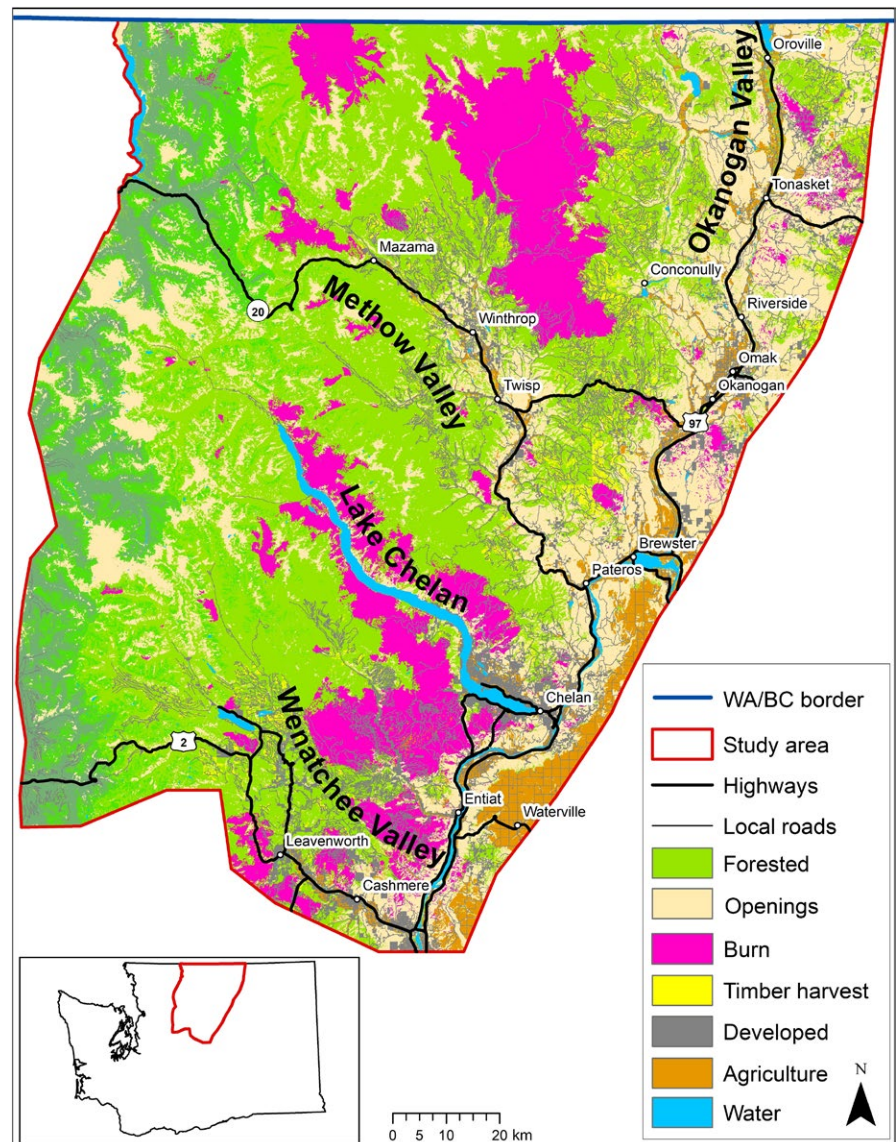 Oroville
Okanogan Valley
Tonasket
Mazama
Conconully
20
Methow Valley
Winthrop
Riverside
Omak
Twisp
Okanogan
97
Lake Chelan
Brewster
Pateros
Chelan
Wenatchee Valley
2
Entiat
Waterville
Leavenworth
Cashmere
WA/BC border
Study area
Highways
Local roads
Forested
Openings
Burn
Timber harvest
Developed
Agriculture
Water
N
0 5 10 20 km